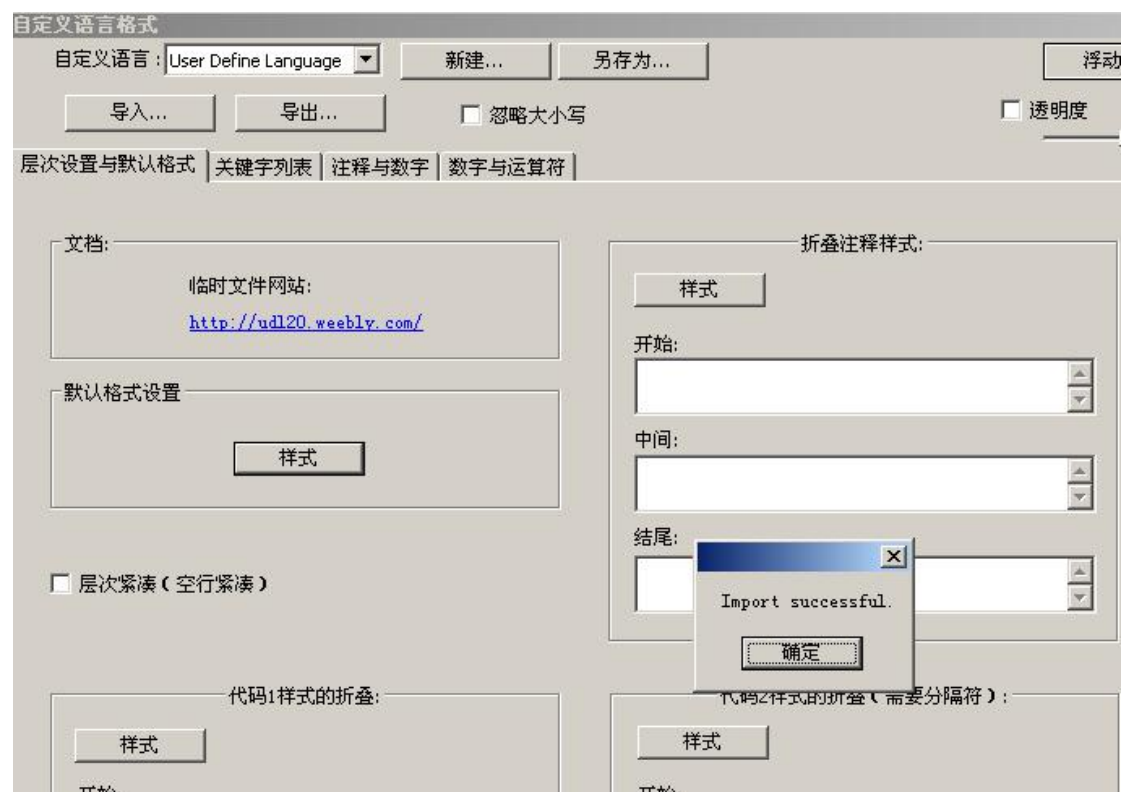 自定义语言格式
自定义语言: User Define Language 新建... 另存为... 浮动
导入... 导出... 忽略大小写 透明度
层次设置与默认格式 关键字列表 注释与数字 数字与运算符
文档:
临时文件网站:
http://udl20.weebly.com/
默认格式设置
样式
层次紧凑(空行紧凑)
折叠注释样式:
样式
开始:
中间:
结尾:
Import successful.
确定
代码1样式的折叠:
样式
开始:
代码2样式的折叠(需要分隔符):
样式
开始: